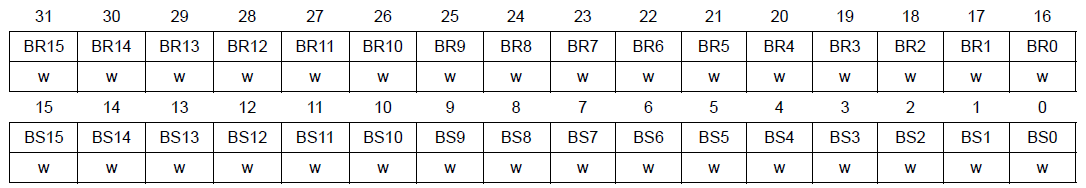 31 30 29 28 27 26 25 24 23 22 21 20 19 18 17 16
BR15 BR14 BR13 BR12 BR11 BR10 BR9 BR8 BR7 BR6 BR5 BR4 BR3 BR2 BR1 BR0
w w w w w w w w w w w w w w w w
15 14 13 12 11 10 9 8 7 6 5 4 3 2 1 0
BS15 BS14 BS13 BS12 BS11 BS10 BS9 BS8 BS7 BS6 BS5 BS4 BS3 BS2 BS1 BS0
w w w w w w w w w w w w w w w w